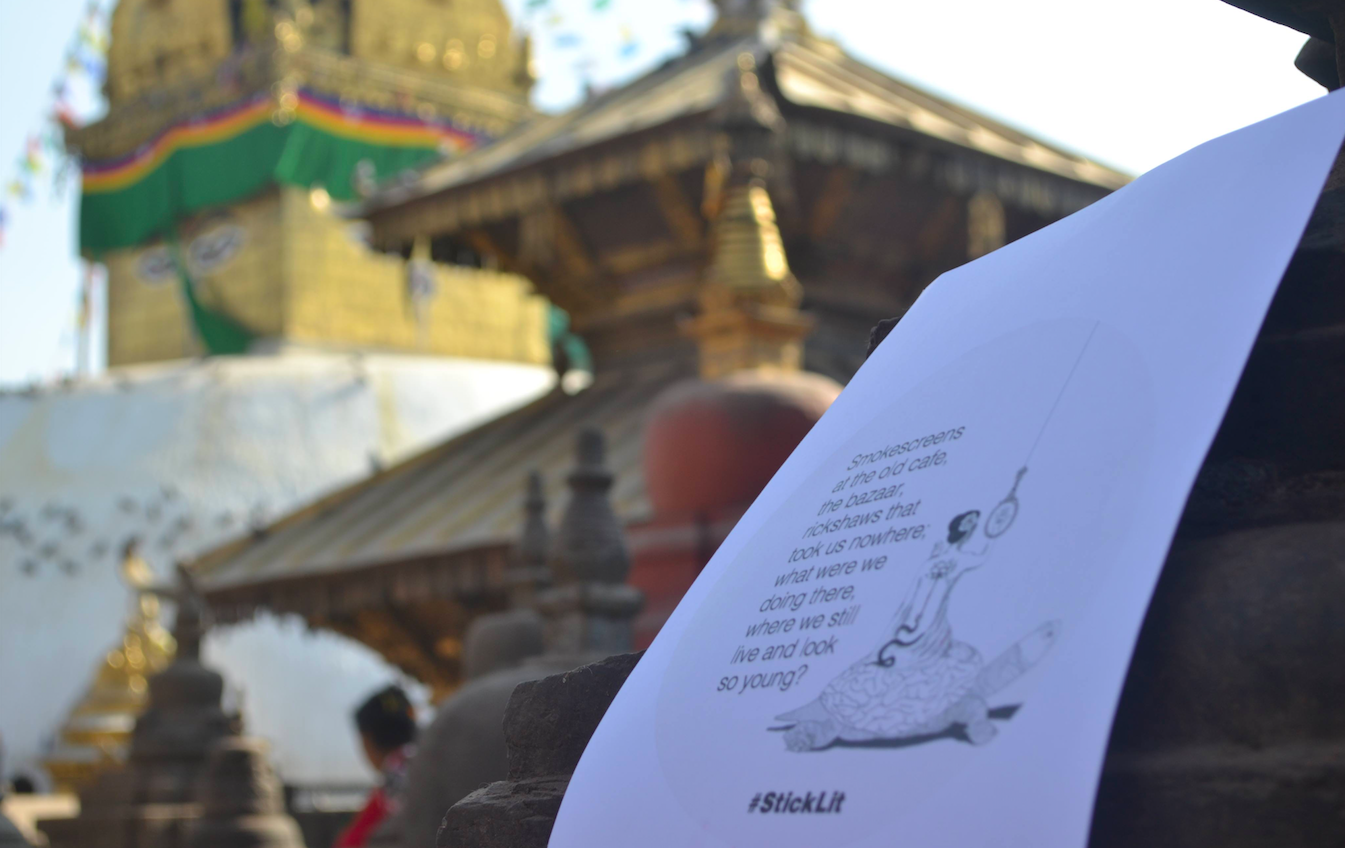 Smokescreens
at the old cafe,
the bazaar,
rickshaws that
took us nowhere;
what were we
doing there,
where we still
live and look
so young?
#StickLit